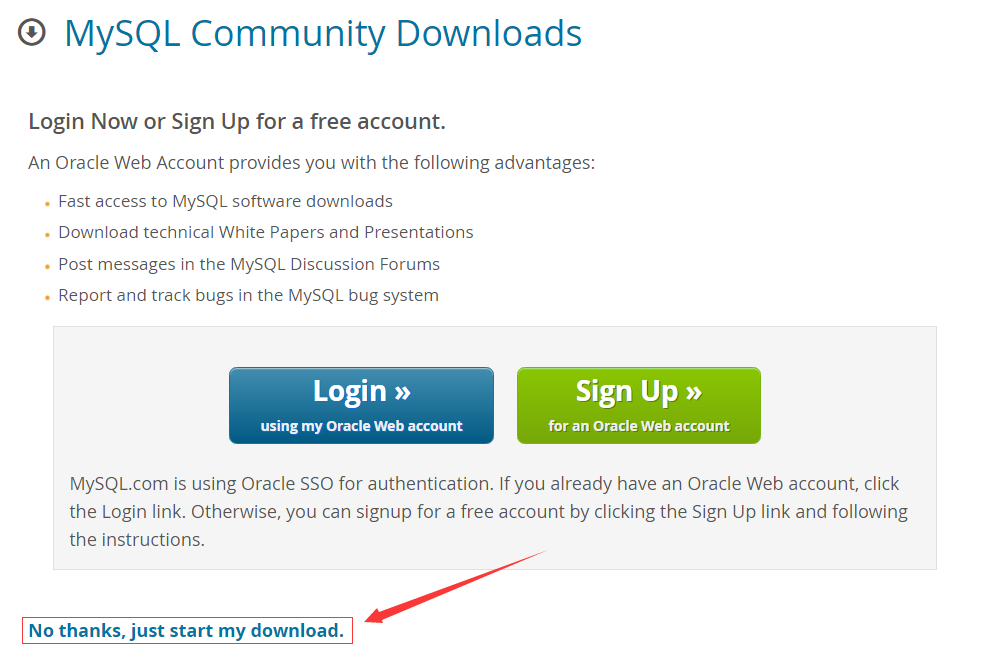 MySQL Community Downloads
Login Now or Sign Up for a free account.
An Oracle Web Account provides you with the following advantages:
Fast access to MySQL software downloads
Download technical White Papers and Presentations
Post messages in the MySQL Discussion Forums
Report and track bugs in the MySQL bug system
Login »
using my Oracle Web account
Sign Up »
for an Oracle Web account
MySQL.com is using Oracle SSO for authentication. If you already have an Oracle Web account, click
the Login link. Otherwise, you can signup for a free account by clicking the Sign Up link and following
the instructions.
No thanks, just start my download.